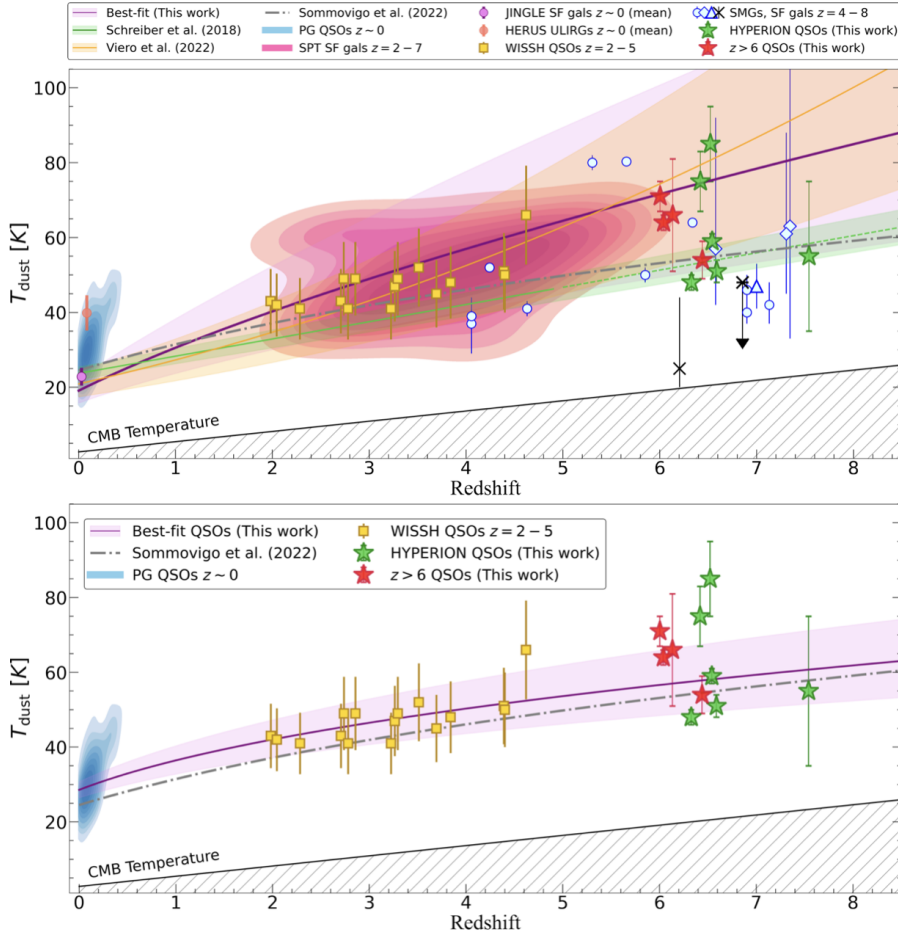 Best-fit (This work)
Schreiber et al. (2018)
Viero et al. (2022)
Sommovigo et al. (2022)
PG QSOs z ~ 0
SPT SF gals z = 2 − 7
JINGLE SF gals z ~ 0 (mean)
HERUS ULIRGs z ~ 0 (mean)
WISSH QSOs z = 2 − 5
SMGs, SF gals z = 4 − 8
HYPERION QSOs (This work)
z > 6 QSOs (This work)
100
80
60
40
20
T_dust [K]
CMB Temperature
0 1 2 3 4 5 6 7 8
Redshift
Best-fit QSOs (This work)
Sommovigo et al. (2022)
PG QSOs z ~ 0
WISSH QSOs z = 2 − 5
HYPERION QSOs (This work)
z > 6 QSOs (This work)
100
80
60
40
20
T_dust [K]
CMB Temperature
0 1 2 3 4 5 6 7 8
Redshift